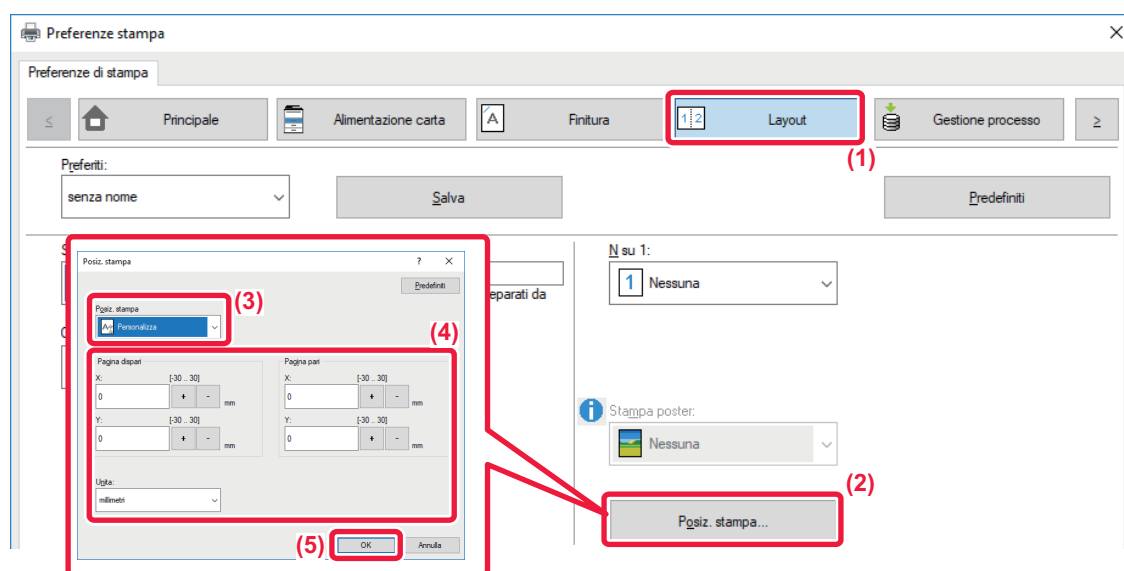 Preferenze stampa
Preferenze di stampa
≤ Principale Alimentazione carta A Finitura 1 2 Layout Gestione processo ≥
(1)
Preferiti:
senza nome Salva Predefiniti
N su 1:
1 Nessuna
eparati da
Posiz. stampa ? ×
Predefiniti
Posiz. stampa
(3)
Personalizza
(4)
Pagina dispari Pagina pari
X: [-30 .. 30] X: [-30 .. 30]
0 + - mm 0 + - mm
Y: [-30 .. 30] Y: [-30 .. 30]
0 + - mm 0 + - mm
Unita:
milimetri
(5) OK Annulla
Stampa poster:
Nessuna
(2)
Posiz. stampa...